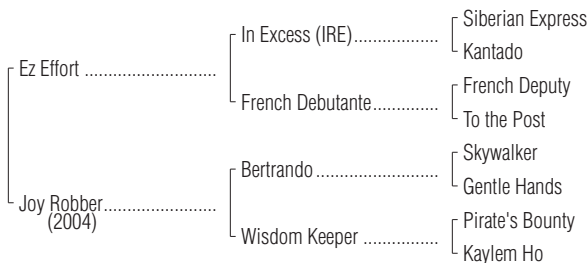 Siberian Express
In Excess (IRE)....................
Kantado
Ez Effort ...............................
French Deputy
French Debutante...............
To the Post
Skywalker
Bertrando.............................
Gentle Hands
Joy Robber..........................
(2004)
Pirate's Bounty
Wisdom Keeper .................
Kaylem Ho